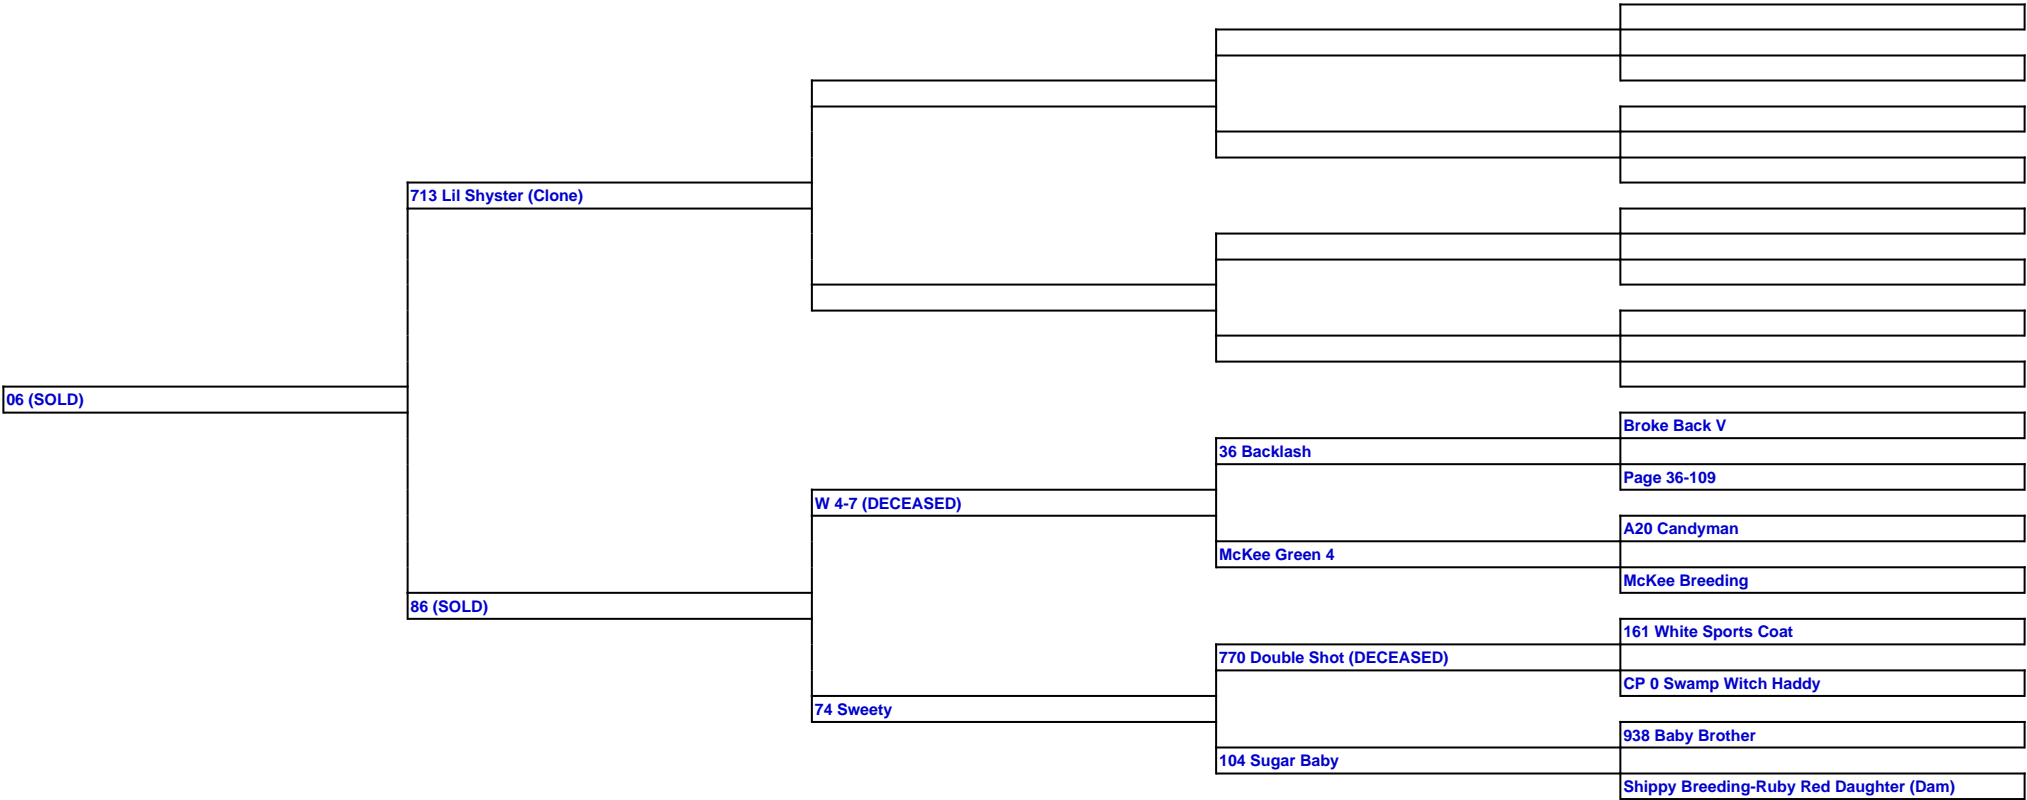 713 Lil Shyster (Clone)
06 (SOLD)
Broke Back V
36 Backlash
Page 36-109
W 4-7 (DECEASED)
A20 Candyman
McKee Green 4
McKee Breeding
86 (SOLD)
161 White Sports Coat
770 Double Shot (DECEASED)
CP 0 Swamp Witch Haddy
74 Sweety
938 Baby Brother
104 Sugar Baby
Shippy Breeding-Ruby Red Daughter (Dam)